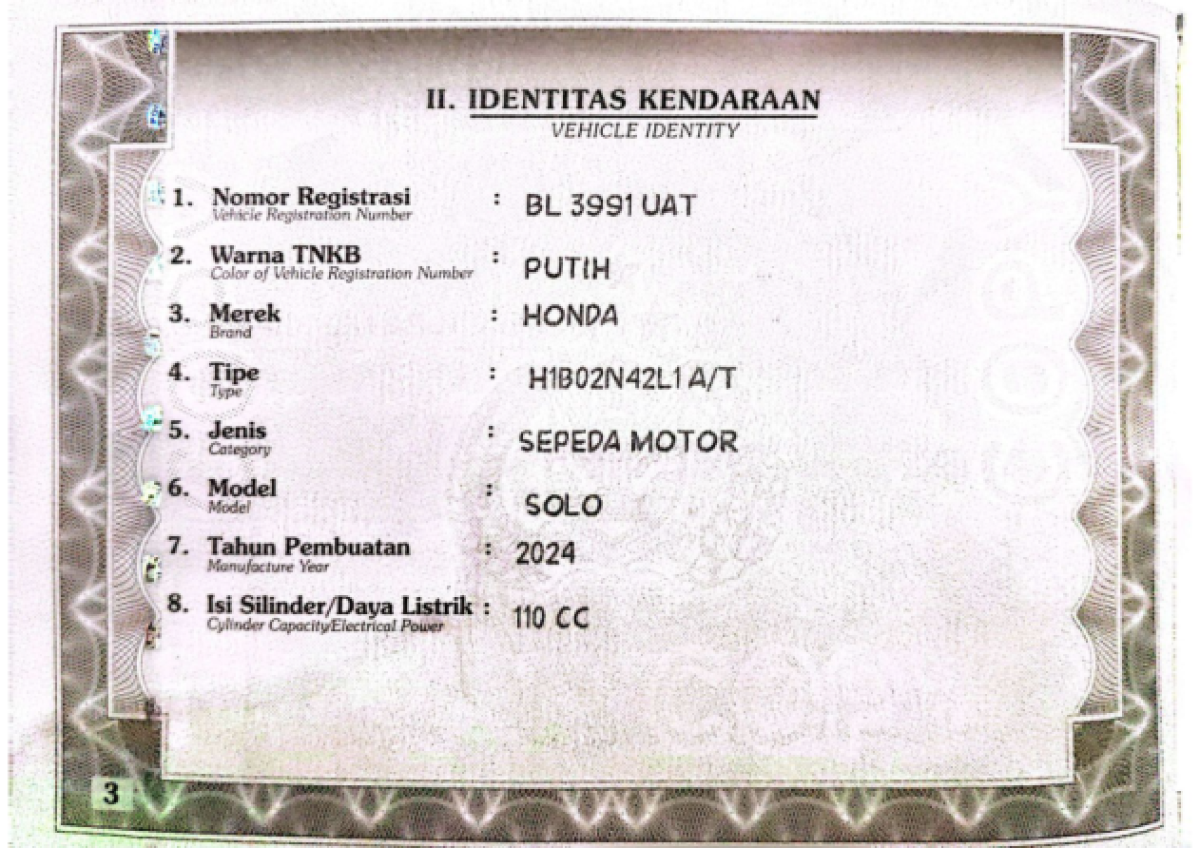 II. IDENTITAS KENDARAAN
VEHICLE IDENTITY
1. Nomor Registrasi : BL 3991 UAT
Vehicle Registration Number
2. Warna TNKB : PUTIH
Color of Vehicle Registration Number
3. Merek : HONDA
Brand
4. Tipe : H1B02N42L1 A/T
Type
5. Jenis : SEPEDA MOTOR
Category
6. Model : SOLO
Model
7. Tahun Pembuatan : 2024
Manufacture Year
8. Isi Silinder/Daya Listrik : 110 CC
Cylinder Capacity/Electrical Power
3